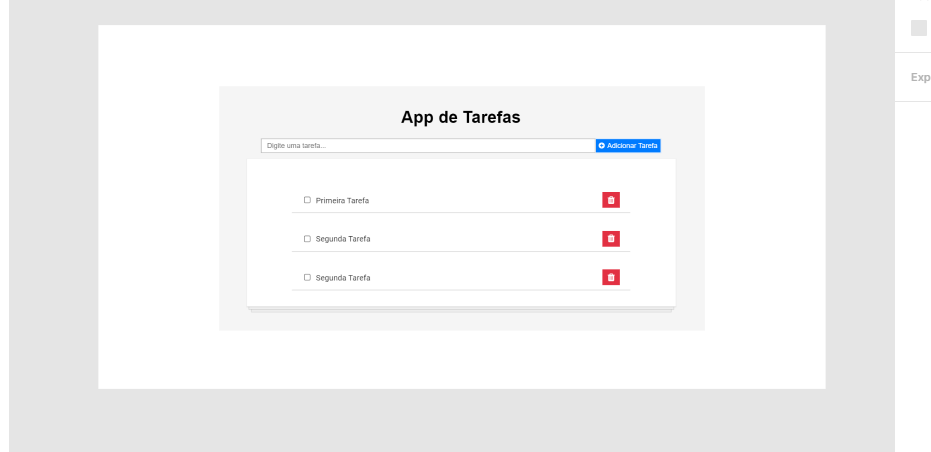 Exp
App de Tarefas
Digite uma tarefa...
Adicionar Tarefa
Primeira Tarefa
Segunda Tarefa
Segunda Tarefa